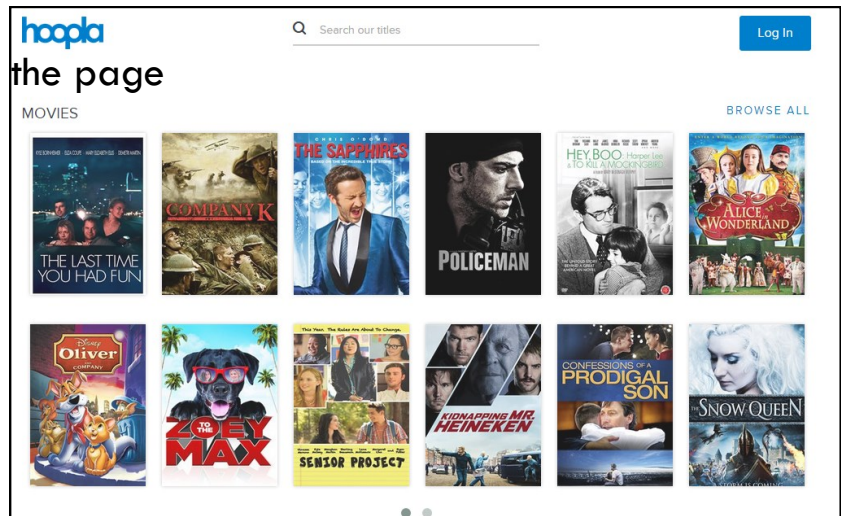 hoopla
Search our titles
Log In
the page
MOVIES
BROWSE ALL
THE LAST TIME
YOU HAD FUN
COMPANY K
CHRIS O'DOWD
THE SAPPHIRES
BASED ON THE INCREDIBLE TRUE STORY
POLICEMAN
HEY, BOO: Harper Lee
& TO KILL A MOCKINGBIRD
ALICE IN
WONDERLAND
Disney
Oliver
COMPANY
ZOEY
TO THE
MAX
This Year, The Rules Are About To Change.
SENIOR PROJECT
KIDNAPPING MR.
HEINEKEN
CONFESSIONS OF A
PRODIGAL
SON
THE SNOW QUEEN
A STORM IS COMING